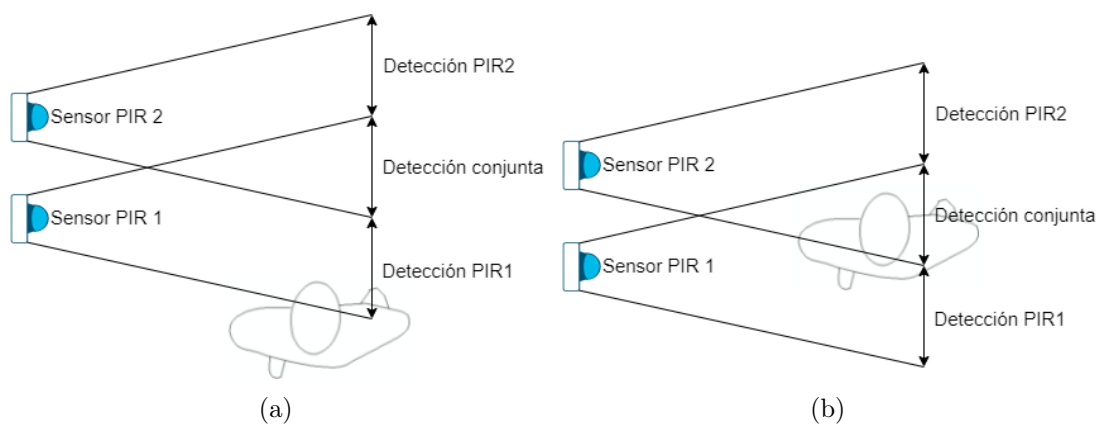 Detección PIR2
Sensor PIR 2
Detección conjunta
Sensor PIR 1
Detección PIR1
(a)
Detección PIR2
Sensor PIR 2
Detección conjunta
Sensor PIR 1
Detección PIR1
(b)